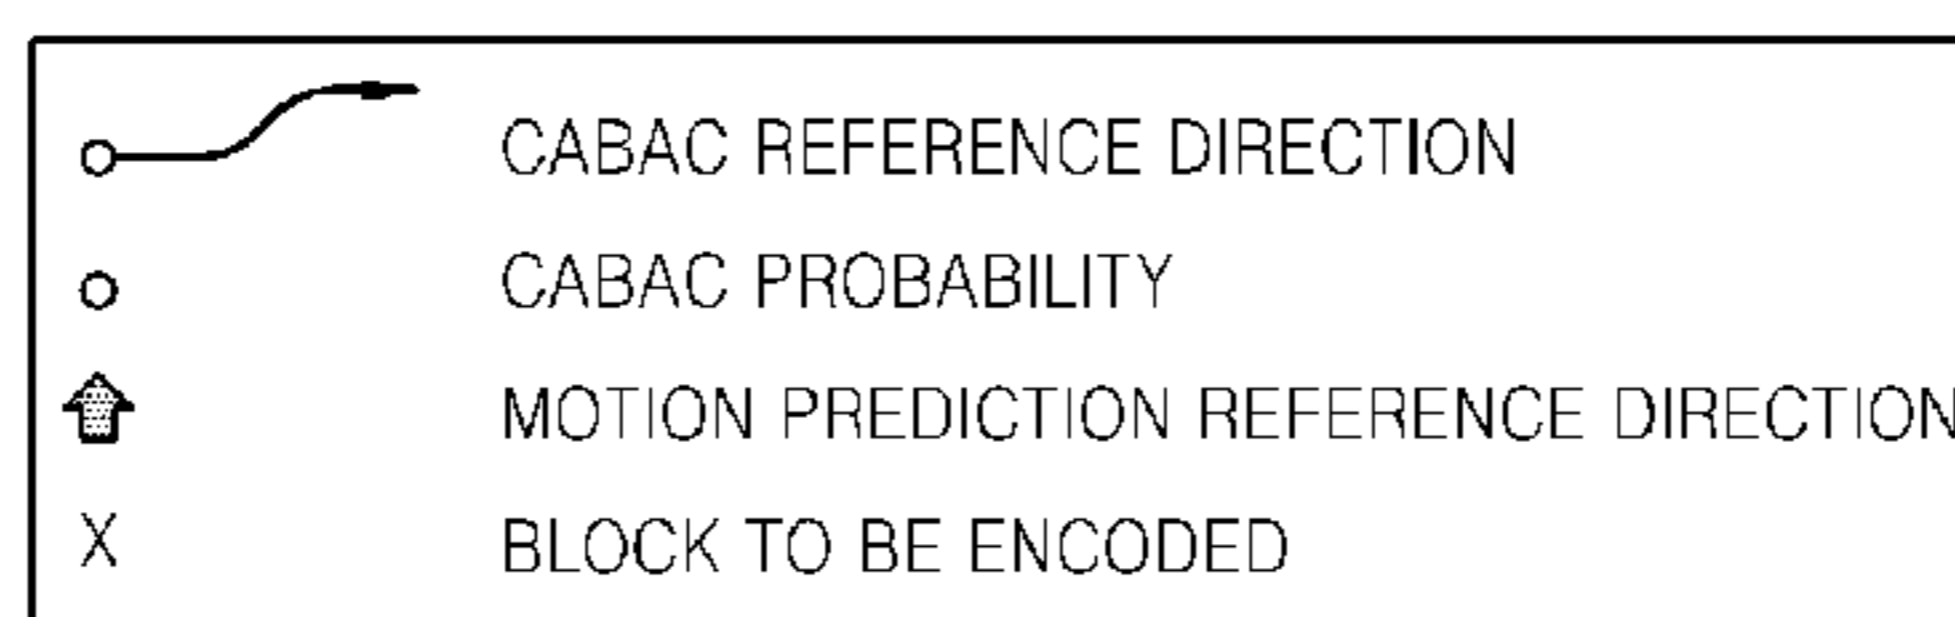 CABAC REFERENCE DIRECTION
CABAC PROBABILITY
MOTION PREDICTION REFERENCE DIRECTION
X BLOCK TO BE ENCODED